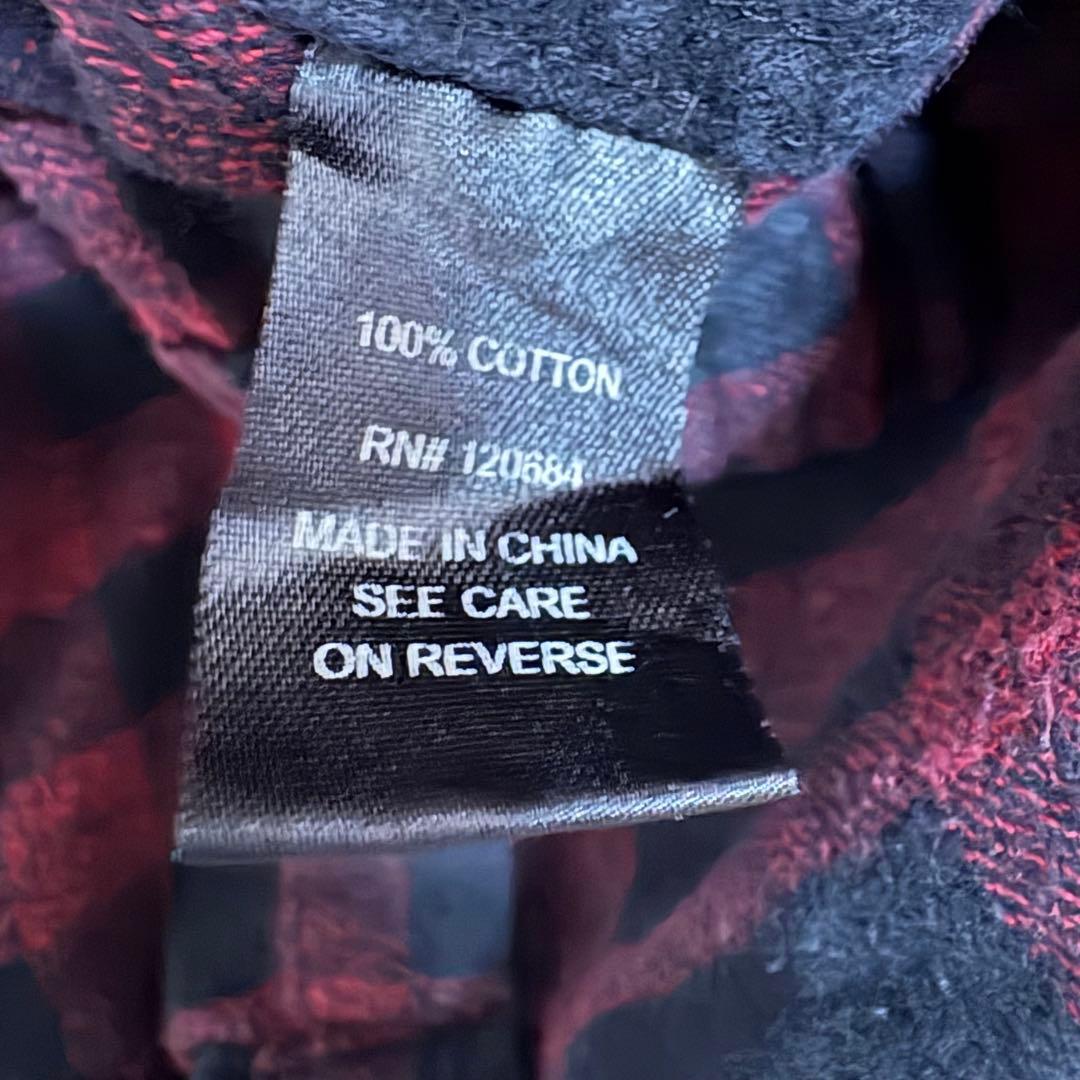 100% COTTON
RN# 120684
MADE IN CHINA
SEE CARE
ON REVERSE